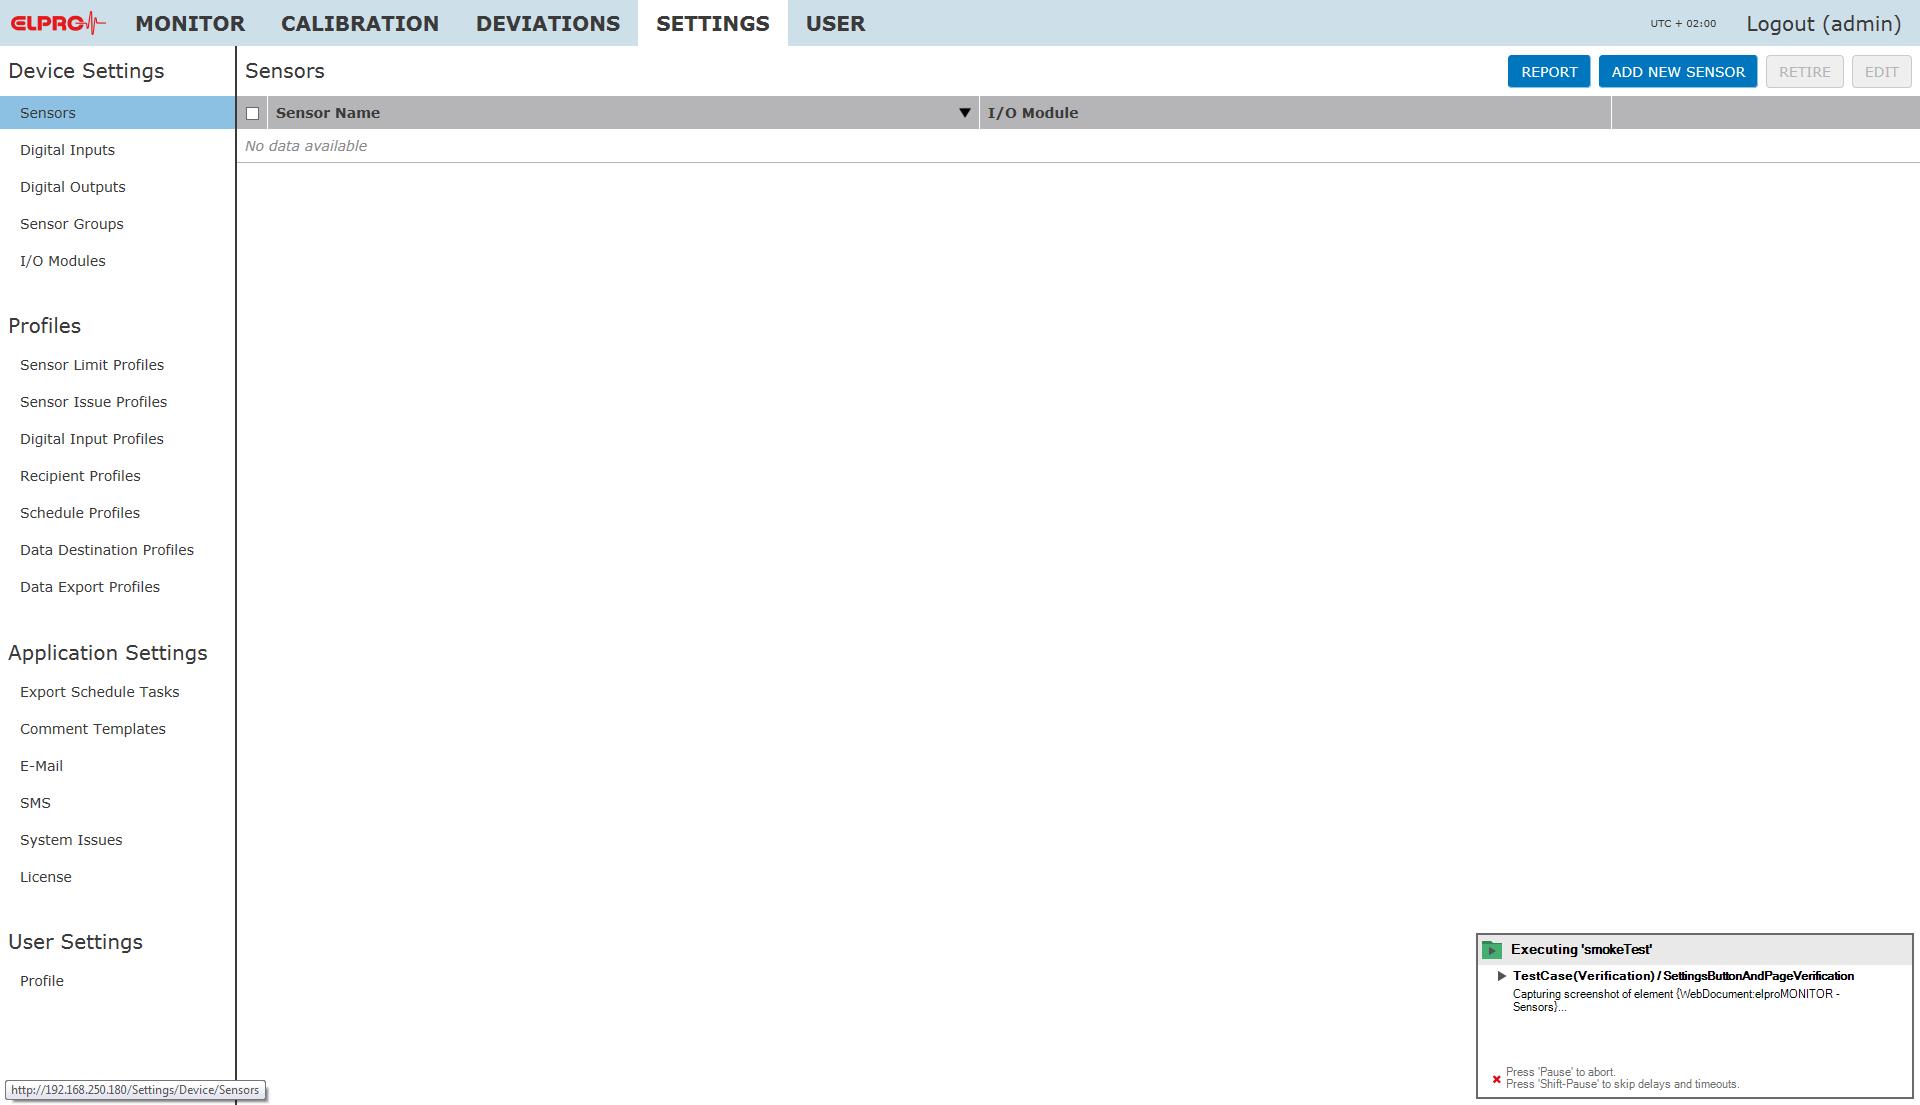 ELPRO MONITOR CALIBRATION DEVIATIONS SETTINGS USER UTC + 02:00 Logout (admin)
Device Settings
Sensors
Digital Inputs
Digital Outputs
Sensor Groups
I/O Modules
Profiles
Sensor Limit Profiles
Sensor Issue Profiles
Digital Input Profiles
Recipient Profiles
Schedule Profiles
Data Destination Profiles
Data Export Profiles
Application Settings
Export Schedule Tasks
Comment Templates
E-Mail
SMS
System Issues
License
User Settings
Profile
http://192.168.250.180/Settings/Device/Sensors
Sensors REPORT ADD NEW SENSOR RETIRE EDIT
Sensor Name I/O Module
No data available
Executing 'smokeTest'
TestCase(Verification) / SettingsButtonAndPageVerification
Capturing screenshot of element {WebDocument:elproMONITOR -
Sensors}...
Press 'Pause' to abort.
Press 'Shift-Pause' to skip delays and timeouts.